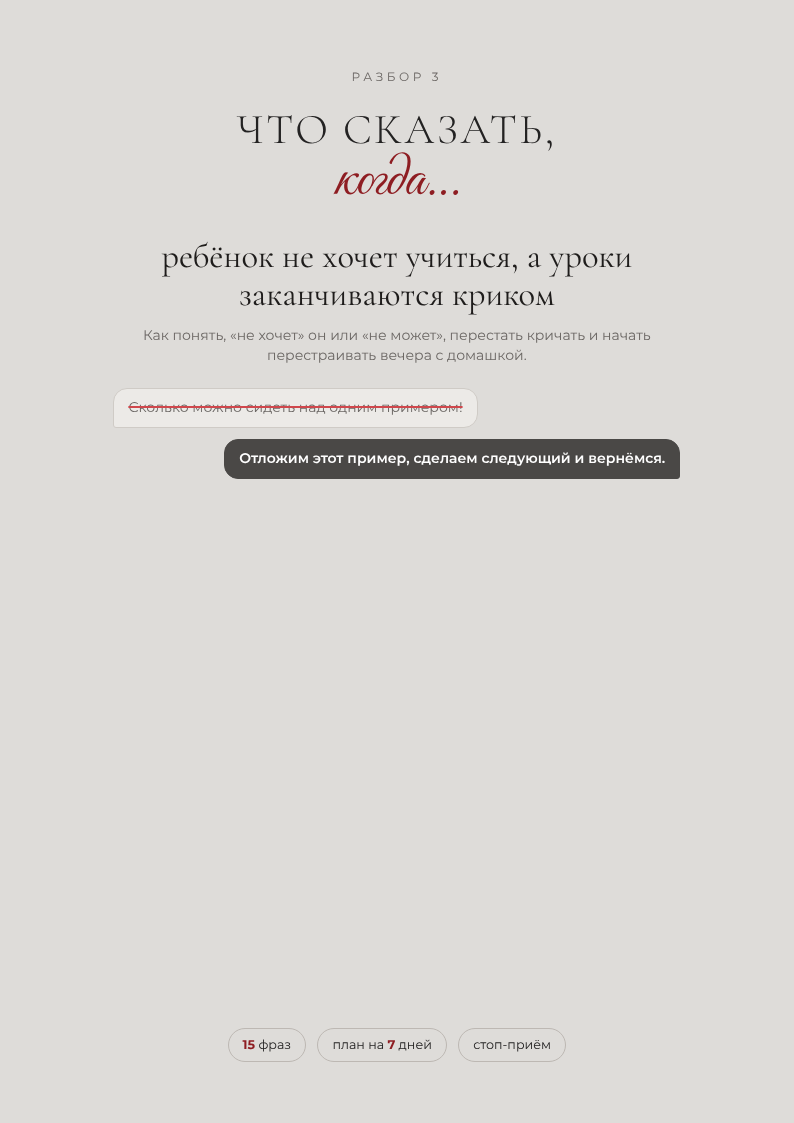 РАЗБОР 3
ЧТО СКАЗАТЬ,
когда...
ребёнок не хочет учиться, а уроки
заканчиваются криком
Как понять, «не хочет» он или «не может», перестать кричать и начать
перестраивать вечера с домашкой.
Сколько можно сидеть над одним примером!
Отложим этот пример, сделаем следующий и вернёмся.
15 фраз
план на 7 дней
стоп-приём